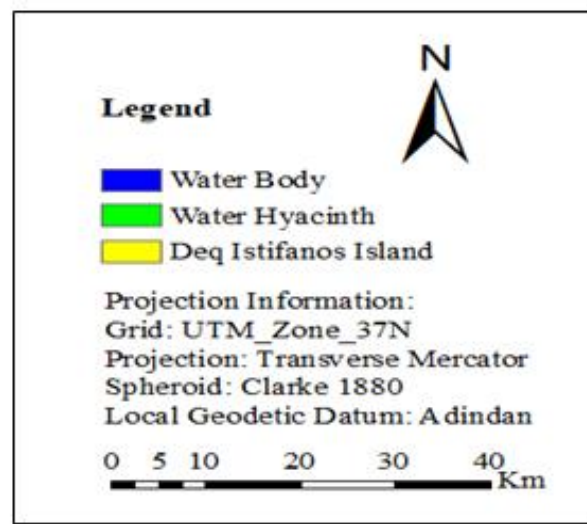 N
Legend
Water Body
Water Hyacinth
Deq Istifanos Island
Projection Information:
Grid: UTM_Zone_37N
Projection: Transverse Mercator
Spheroid: Clarke 1880
Local Geodetic Datum: Adindan
0 5 10 20 30 40
Km